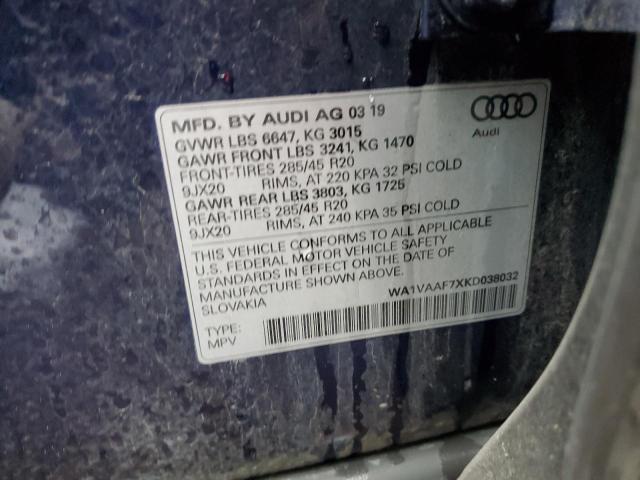 MFD. BY AUDI AG 03 19
GVWR LBS 6647, KG 3015
GAWR FRONT LBS 3241, KG 1470
FRONT-TIRES 285/45 R20
9JX20 RIMS, AT 220 KPA 32 PSI COLD
GAWR REAR LBS 3803, KG 1725
REAR-TIRES 285/45 R20
9JX20 RIMS, AT 240 KPA 35 PSI COLD
Audi
THIS VEHICLE CONFORMS TO ALL APPLICABLE
U.S. FEDERAL MOTOR VEHICLE SAFETY
STANDARDS IN EFFECT ON THE DATE OF
MANUFACTURE SHOWN ABOVE.
SLOVAKIA WA1VAAF7XKD038032
TYPE:
MPV